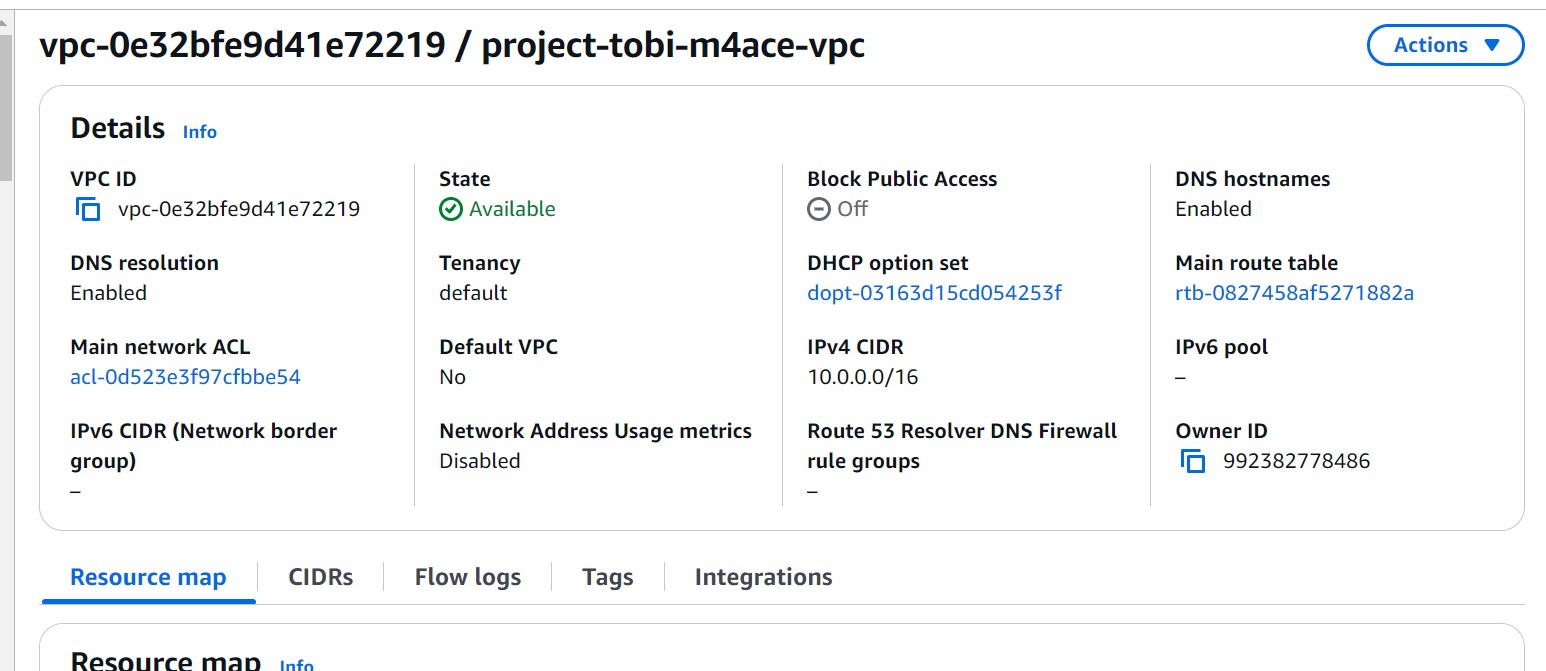 vpc-0e32bfe9d41e72219 / project-tobi-m4ace-vpc
Actions
Details Info
VPC ID
vpc-0e32bfe9d41e72219
State
Available
Block Public Access
Off
DNS hostnames
Enabled
DNS resolution
Enabled
Tenancy
default
DHCP option set
dopt-03163d15cd054253f
Main route table
rtb-0827458af5271882a
Main network ACL
acl-0d523e3f97cfbbe54
Default VPC
No
IPv4 CIDR
10.0.0.0/16
IPv6 pool
–
IPv6 CIDR (Network border
group)
–
Network Address Usage metrics
Disabled
Route 53 Resolver DNS Firewall
rule groups
–
Owner ID
992382778486
Resource map
CIDRs
Flow logs
Tags
Integrations
Resource map Info